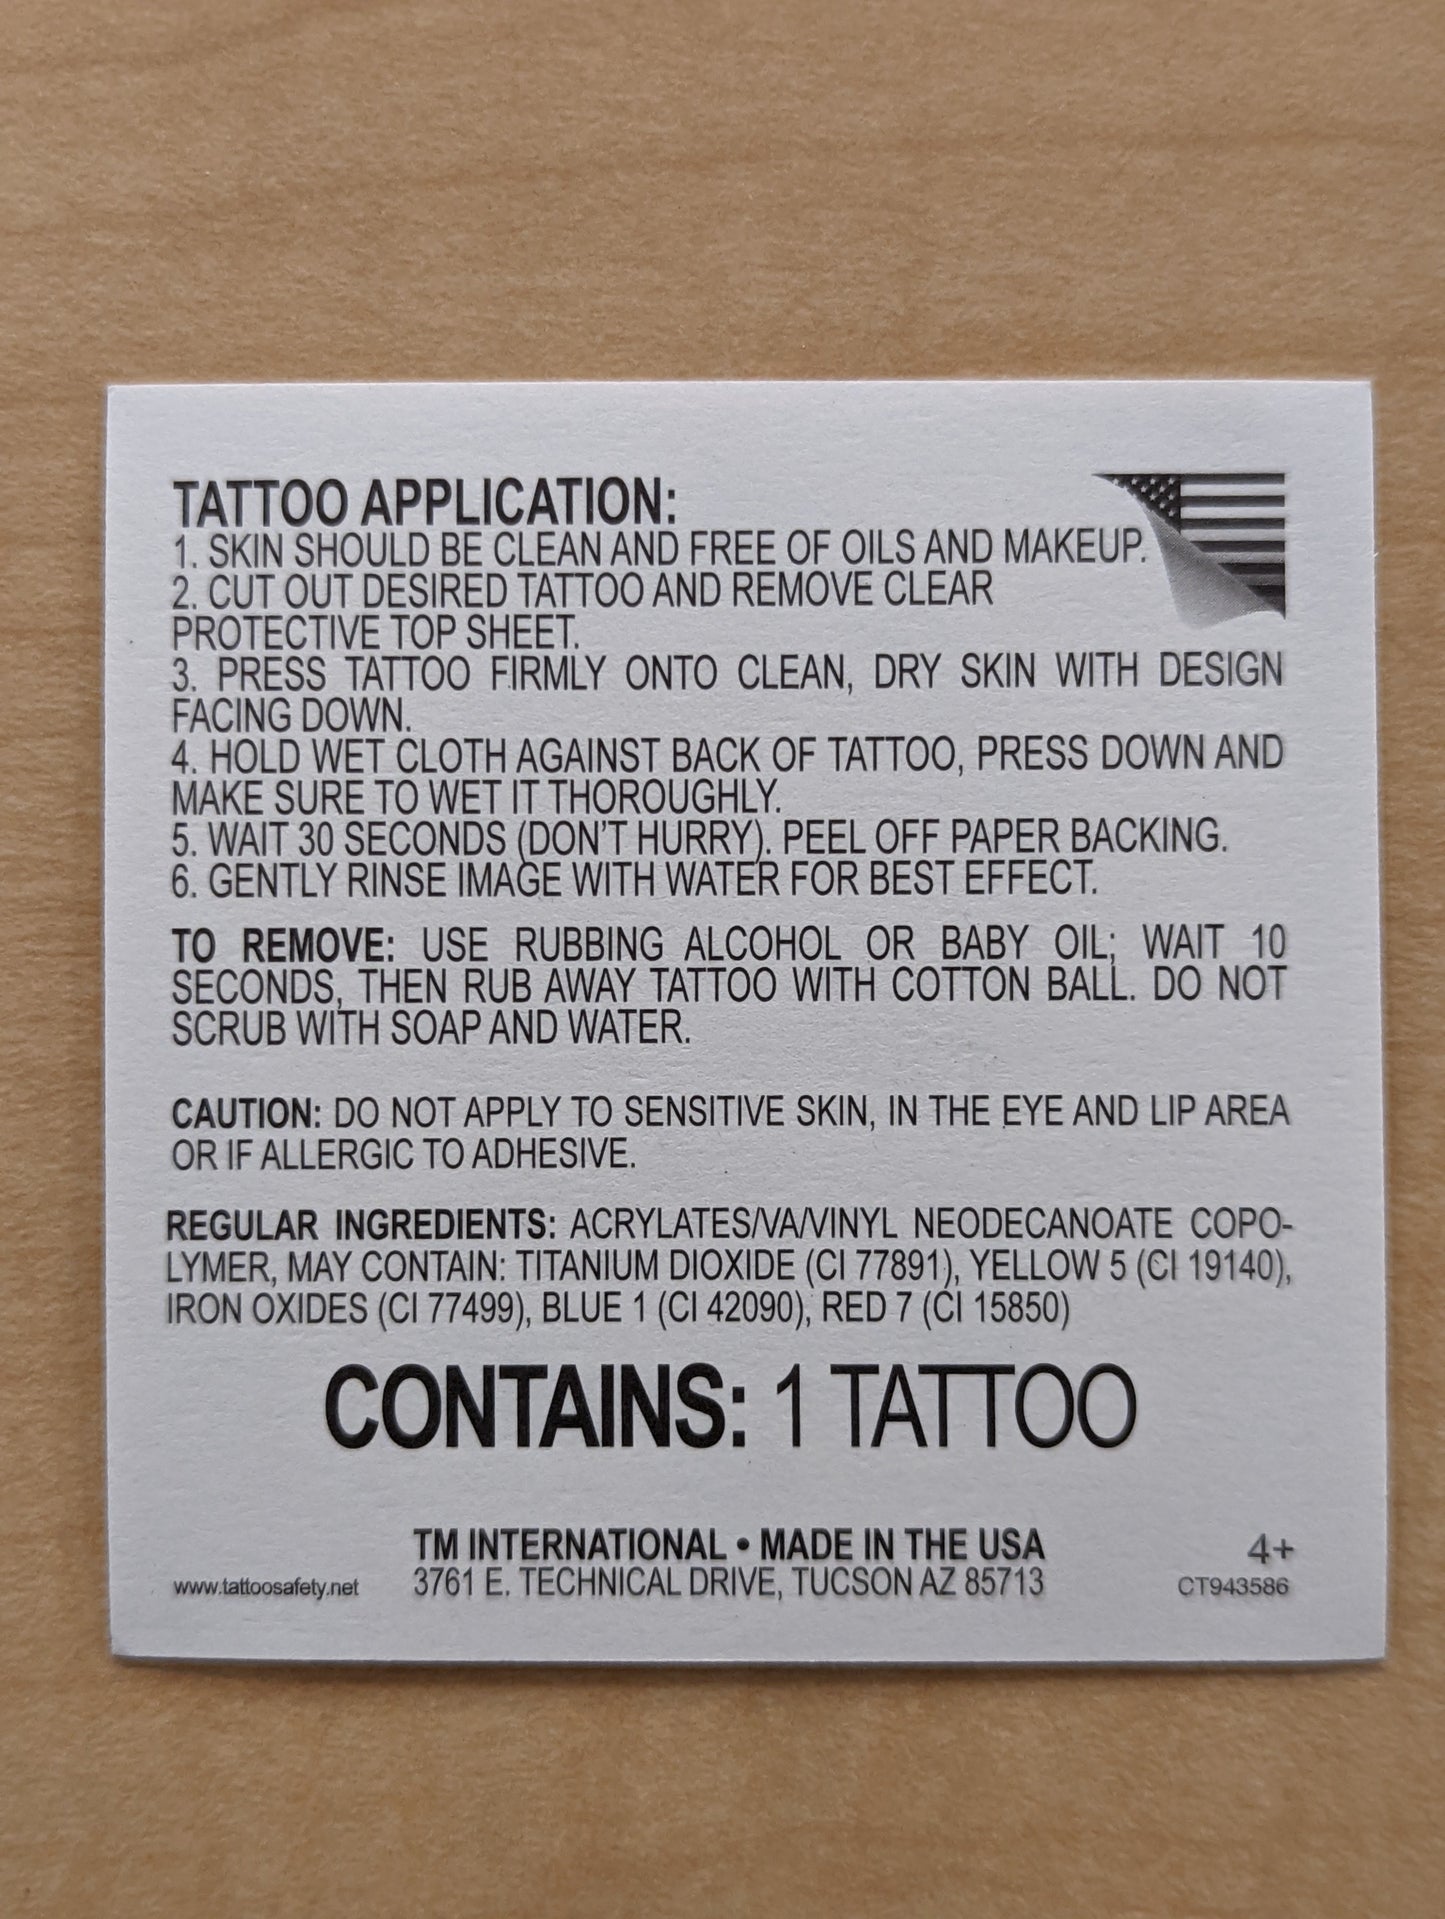 TATTOO APPLICATION:
1. SKIN SHOULD BE CLEAN AND FREE OF OILS AND MAKEUP.
2. CUT OUT DESIRED TATTOO AND REMOVE CLEAR
PROTECTIVE TOP SHEET.
3. PRESS TATTOO FIRMLY ONTO CLEAN, DRY SKIN WITH DESIGN
FACING DOWN.
4. HOLD WET CLOTH AGAINST BACK OF TATTOO, PRESS DOWN AND
MAKE SURE TO WET IT THOROUGHLY.
5. WAIT 30 SECONDS (DON'T HURRY). PEEL OFF PAPER BACKING.
6. GENTLY RINSE IMAGE WITH WATER FOR BEST EFFECT.
TO REMOVE: USE RUBBING ALCOHOL OR BABY OIL; WAIT 10
SECONDS, THEN RUB AWAY TATTOO WITH COTTON BALL. DO NOT
SCRUB WITH SOAP AND WATER.
CAUTION: DO NOT APPLY TO SENSITIVE SKIN, IN THE EYE AND LIP AREA
OR IF ALLERGIC TO ADHESIVE.
REGULAR INGREDIENTS: ACRYLATES/VA/VINYL NEODECANOATE COPO-
LYMER, MAY CONTAIN: TITANIUM DIOXIDE (CI 77891), YELLOW 5 (CI 19140),
IRON OXIDES (CI 77499), BLUE 1 (CI 42090), RED 7 (CI 15850)
CONTAINS: 1 TATTOO
TM INTERNATIONAL • MADE IN THE USA
3761 E. TECHNICAL DRIVE, TUCSON AZ 85713
www.tattoosafety.net
4+
CT943586